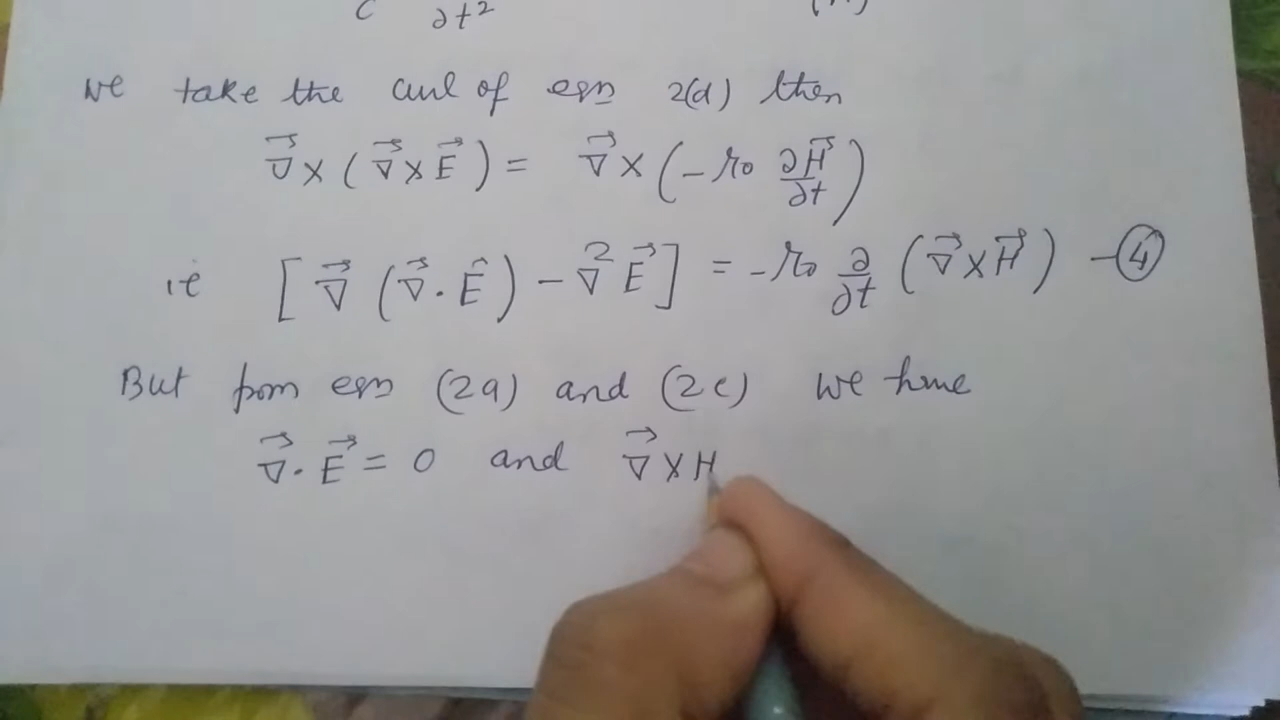 C ∂t²
we take the curl of eqn 2(d) then
∇⃗ × (∇⃗ × E⃗) = ∇⃗ × (-μ₀ ∂H⃗/∂t)
ie [∇⃗ (∇⃗ . Ê) - ∇² E⃗] = -μ₀ ∂/∂t (∇⃗ × H⃗) - ④
But from eqn (2a) and (2c) we have
∇⃗ . E⃗ = 0 and ∇⃗ × H